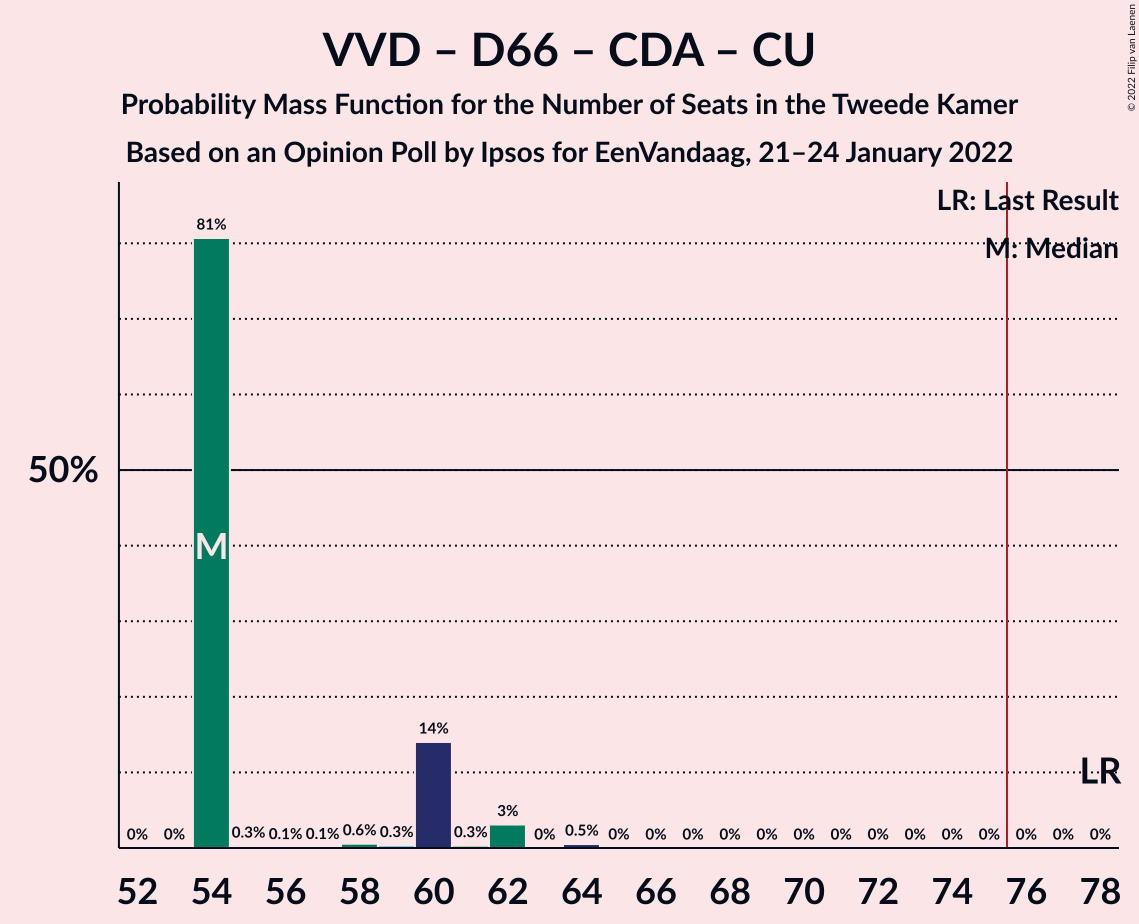 VVD – D66 – CDA – CU
Probability Mass Function for the Number of Seats in the Tweede Kamer
Based on an Opinion Poll by Ipsos for EenVandaag, 21–24 January 2022
© 2022 Filip van Laenen
LR: Last Result
M: Median
81%
50%
M
14%
LR
3%
0% 0% 0.3% 0.1% 0.1% 0.6% 0.3% 0.3% 0% 0.5% 0% 0% 0% 0% 0% 0% 0% 0% 0% 0% 0% 0% 0% 0%
52 54 56 58 60 62 64 66 68 70 72 74 76 78